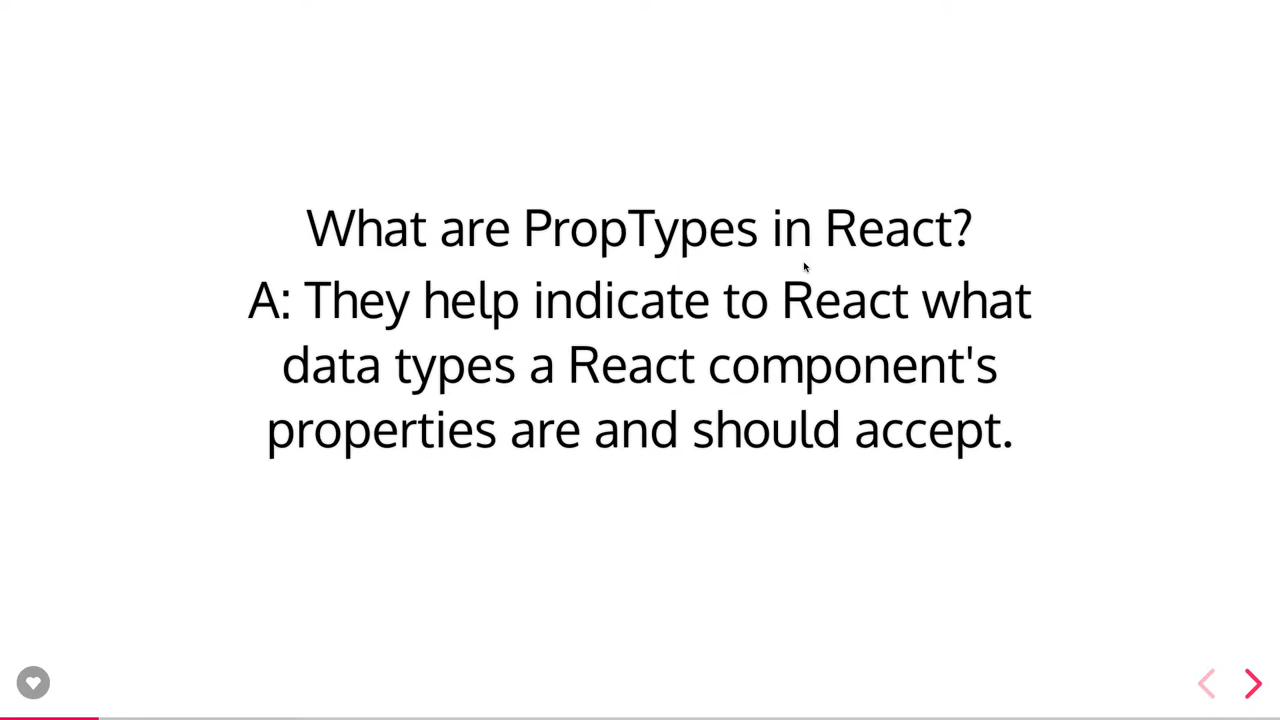 What are PropTypes in React?
A: They help indicate to React what
data types a React component's
properties are and should accept.